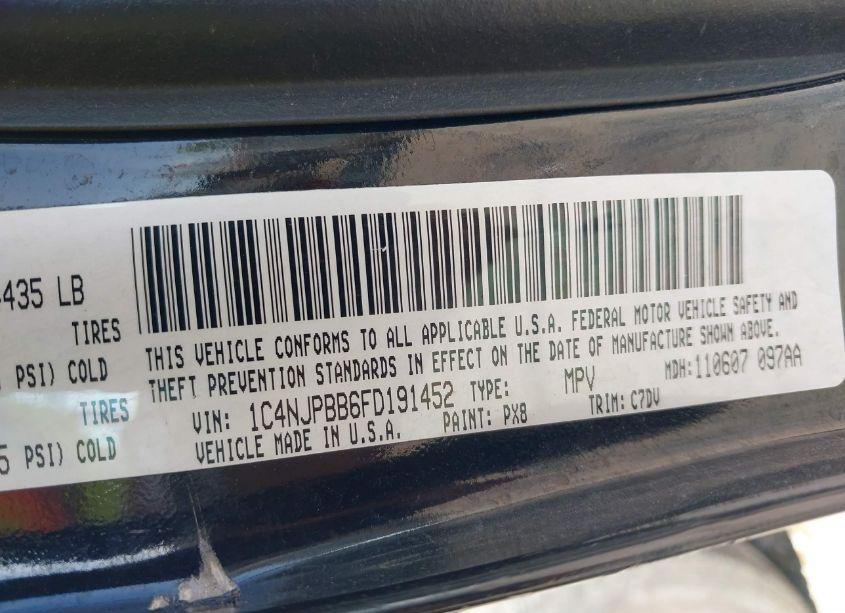 435 LB
TIRES
PSI) COLD
TIRES
PSI) COLD
THIS VEHICLE CONFORMS TO ALL APPLICABLE U.S.A. FEDERAL MOTOR VEHICLE SAFETY AND
THEFT PREVENTION STANDARDS IN EFFECT ON THE DATE OF MANUFACTURE SHOWN ABOVE.
VIN: 1C4NJPBB6FD191452 TYPE: MPV MDH:110607 097AA
VEHICLE MADE IN U.S.A. PAINT: PX8 TRIM: C7DV